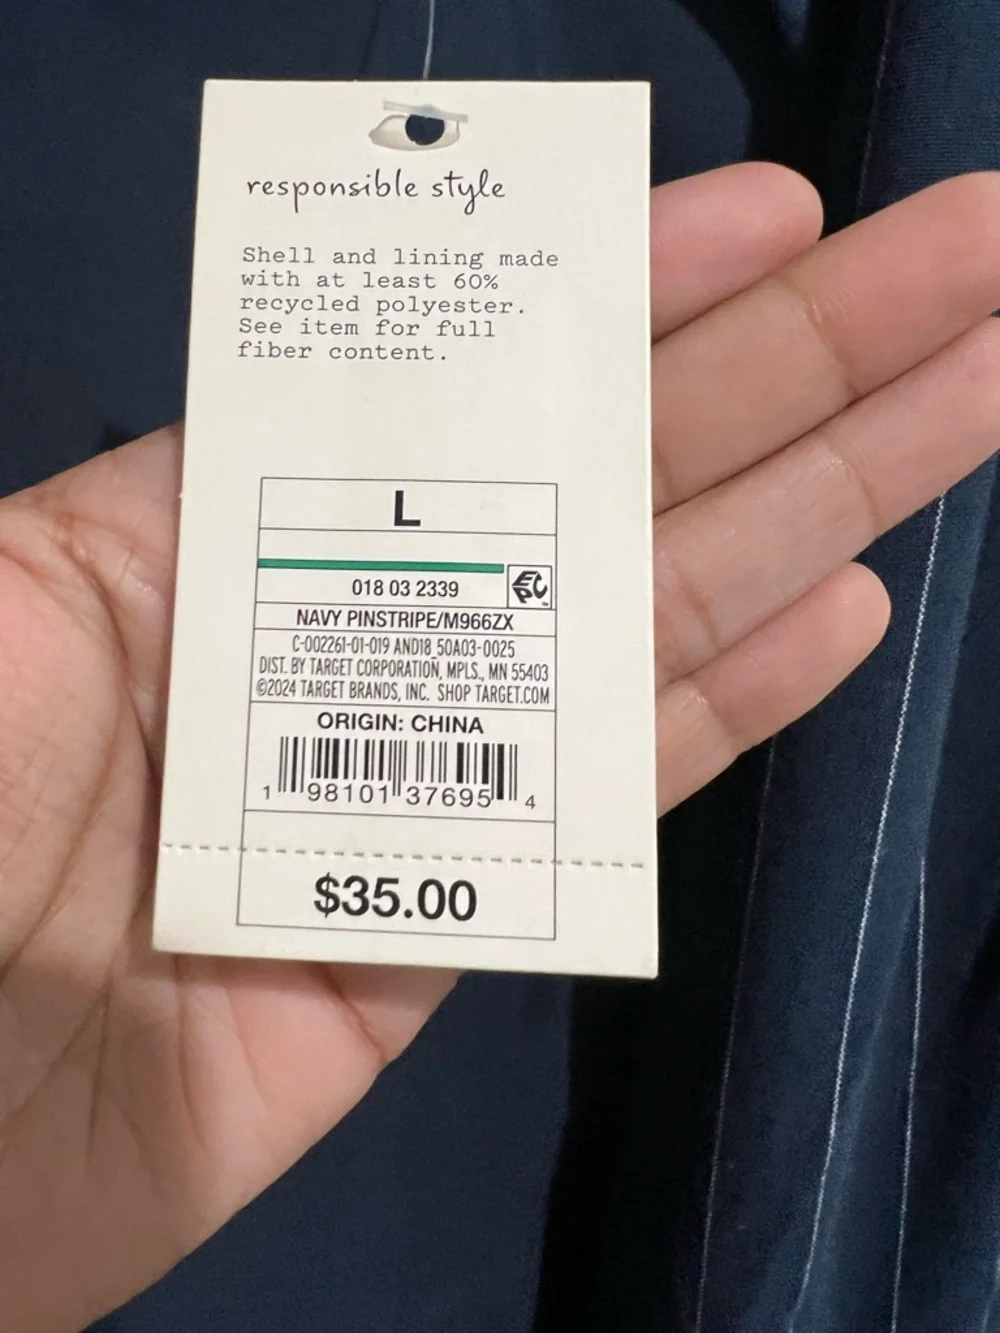 responsible style
Shell and lining made
with at least 60%
recycled polyester.
See item for full
fiber content.
L
018 03 2339
EPC
NAVY PINSTRIPE/M966ZX
C-002261-01-019 AND18_50A03-0025
DIST. BY TARGET CORPORATION, MPLS., MN 55403
©2024 TARGET BRANDS, INC. SHOP TARGET.COM
ORIGIN: CHINA
1 98101 37695 4
$35.00